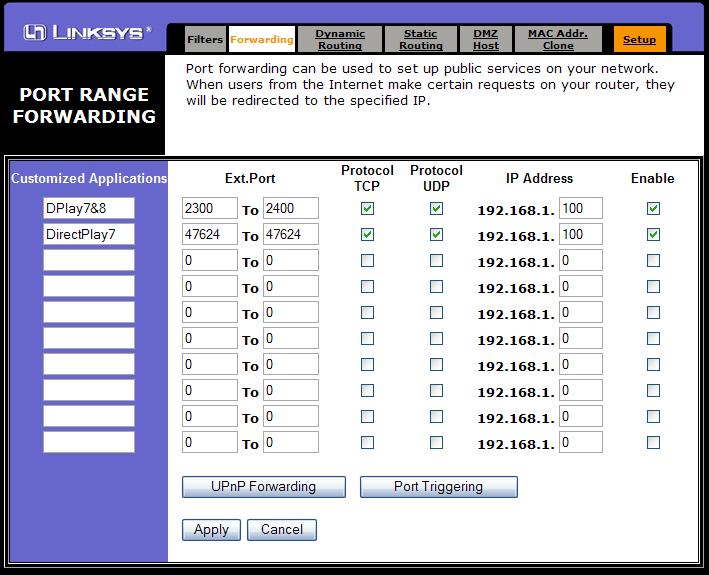 LINKSYS®
Filters Forwarding Dynamic Routing Static Routing DMZ Host MAC Addr. Clone Setup
PORT RANGE
FORWARDING
Port forwarding can be used to set up public services on your network.
When users from the Internet make certain requests on your router, they
will be redirected to the specified IP.
Customized Applications Ext.Port Protocol TCP Protocol UDP IP Address Enable
DPlay7&8 2300 To 2400 192.168.1. 100
DirectPlay7 47624 To 47624 192.168.1. 100
0 To 0 192.168.1. 0
0 To 0 192.168.1. 0
0 To 0 192.168.1. 0
0 To 0 192.168.1. 0
0 To 0 192.168.1. 0
0 To 0 192.168.1. 0
0 To 0 192.168.1. 0
0 To 0 192.168.1. 0
UPnP Forwarding Port Triggering
Apply Cancel